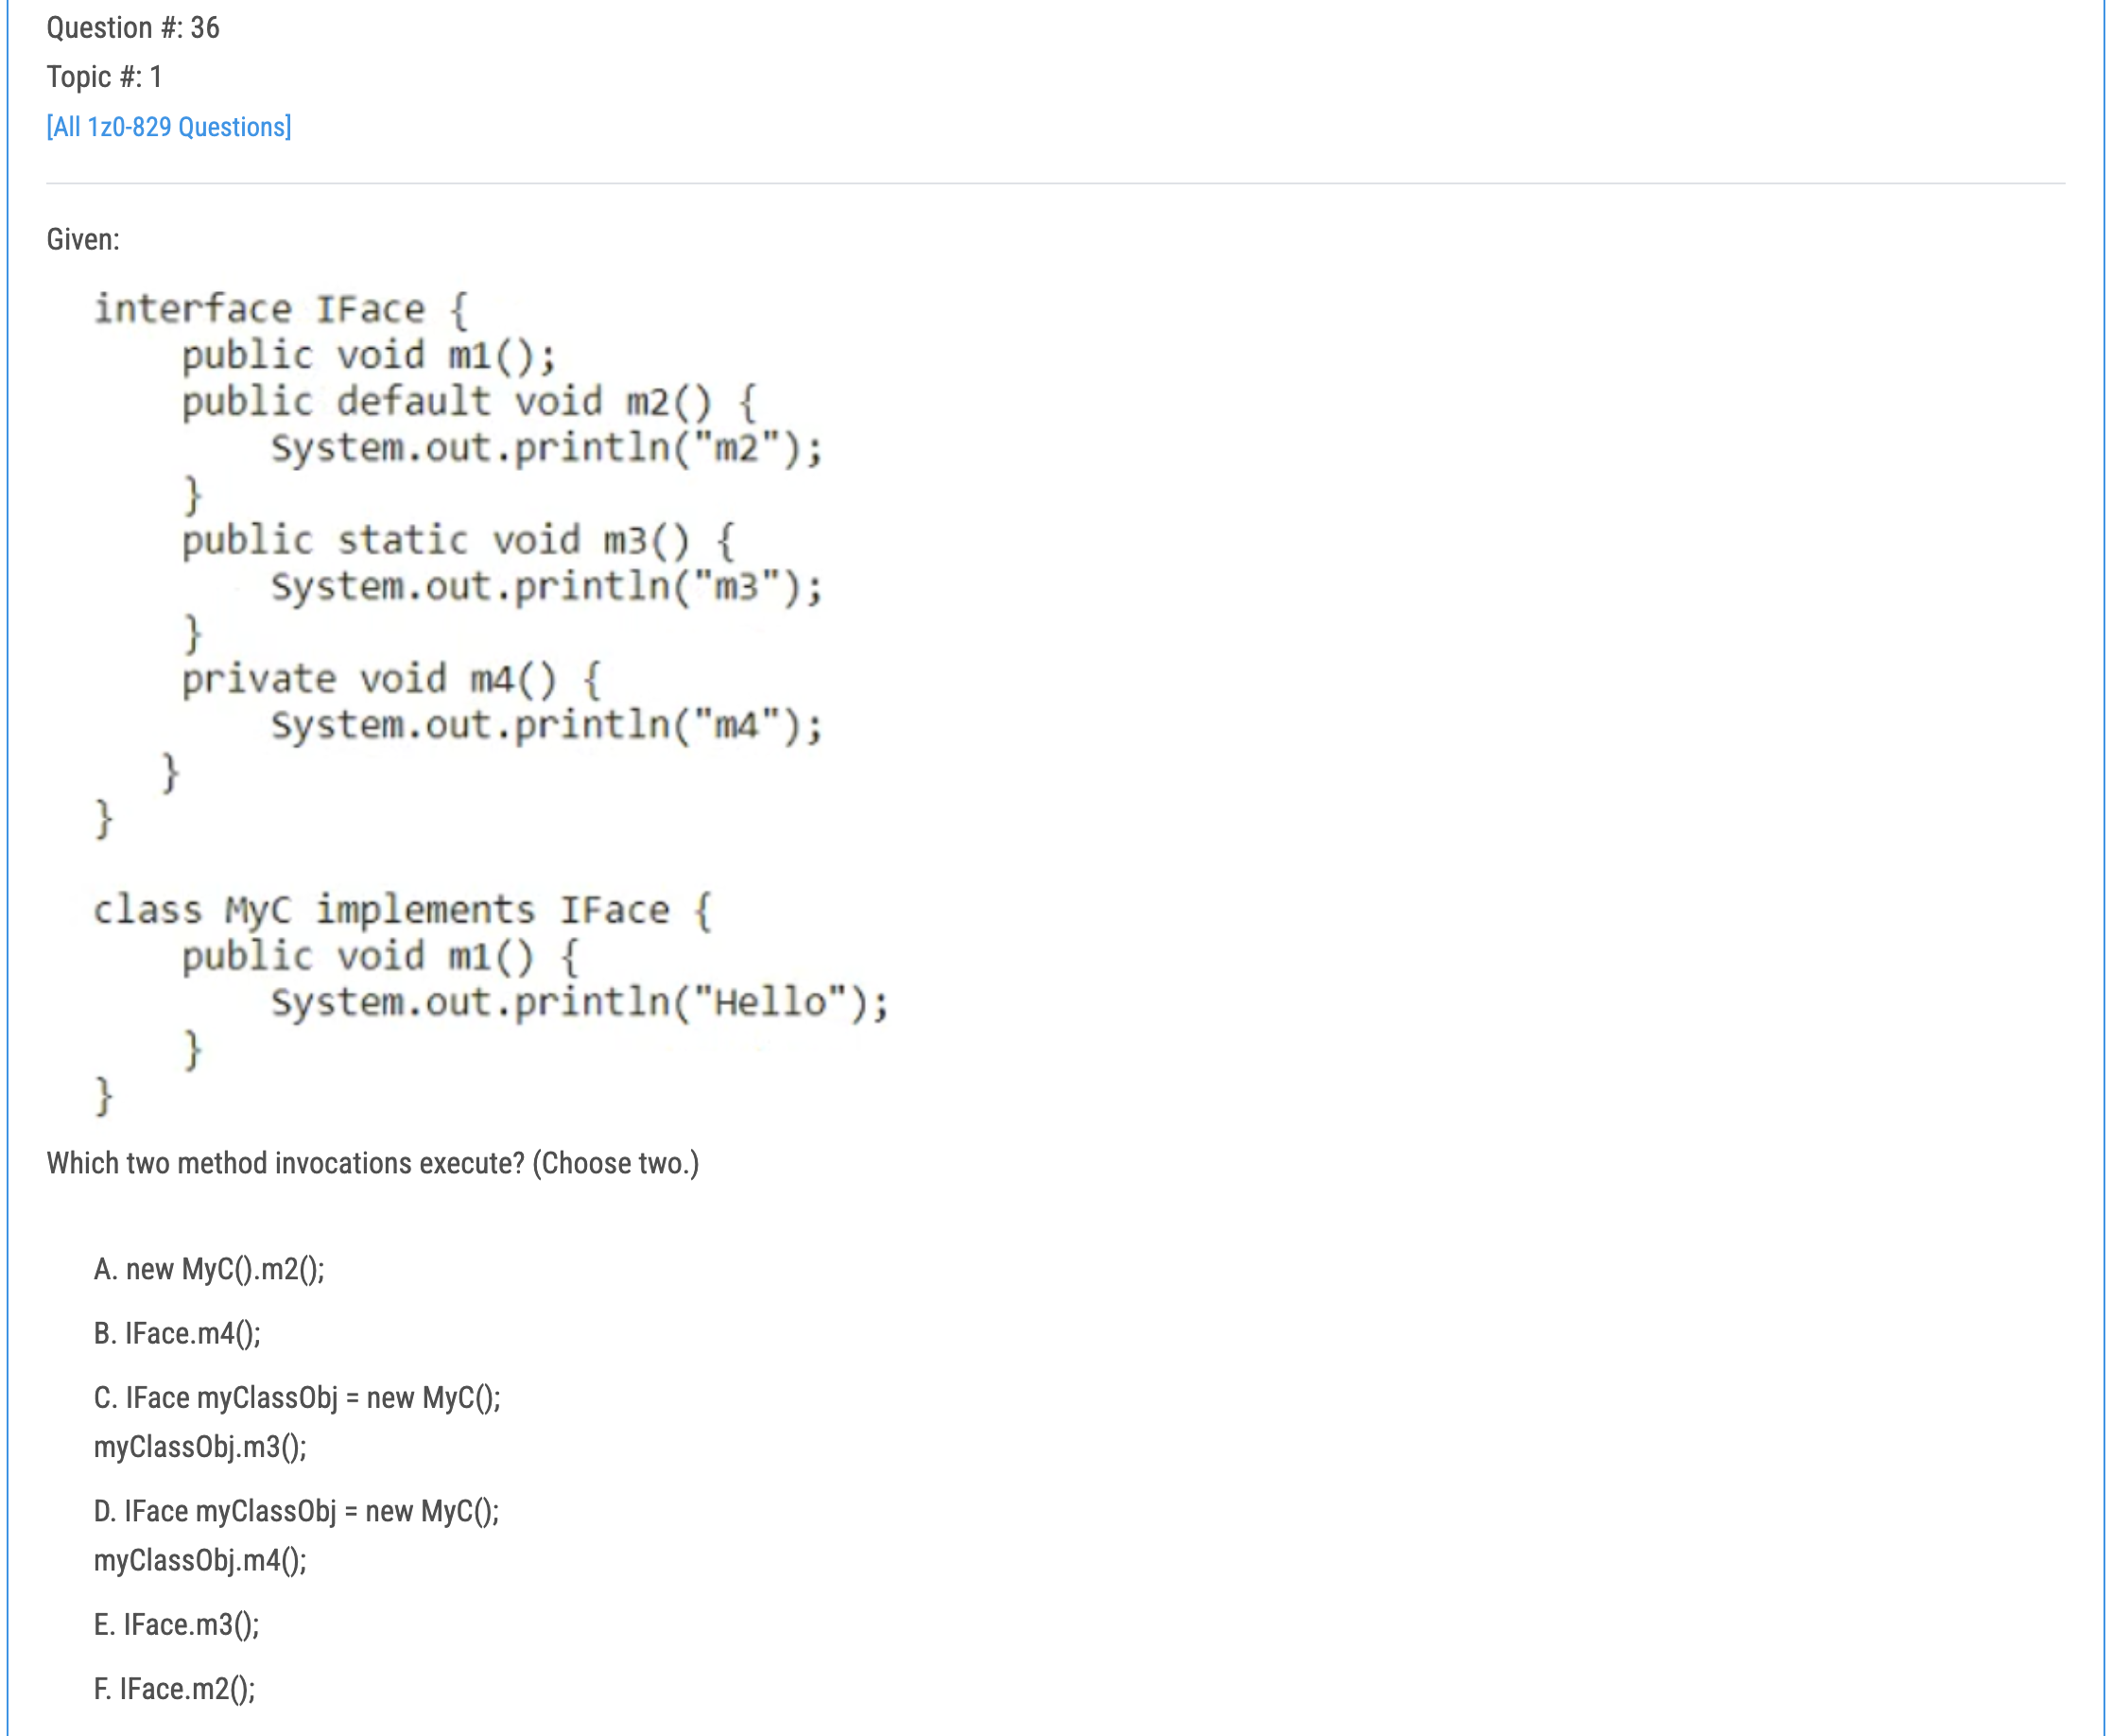 Question #: 36
Topic #: 1
[All 1z0-829 Questions]
Given:
interface IFace {
public void m1();
public default void m2() {
System.out.println("m2");
}
public static void m3() {
System.out.println("m3");
}
private void m4() {
System.out.println("m4");
}
}
class MyC implements IFace {
public void m1() {
System.out.println("Hello");
}
}
Which two method invocations execute? (Choose two.)
A. new MyC().m2();
B. IFace.m4();
C. IFace myClassObj = new MyC();
myClassObj.m3();
D. IFace myClassObj = new MyC();
myClassObj.m4();
E. IFace.m3();
F. IFace.m2();